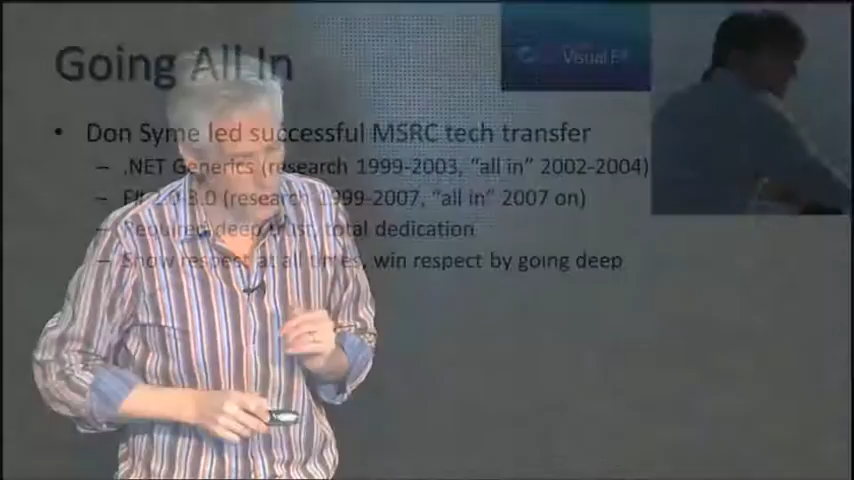 Going All In
Visual F#
• Don Syme led successful MSRC tech transfer
– .NET Generics (research 1999-2003, “all in” 2002-2004)
– F# 2.0-3.0 (research 1999-2007, “all in” 2007 on)
– Required deep trust, total dedication
– Show respect at all times, win respect by going deep